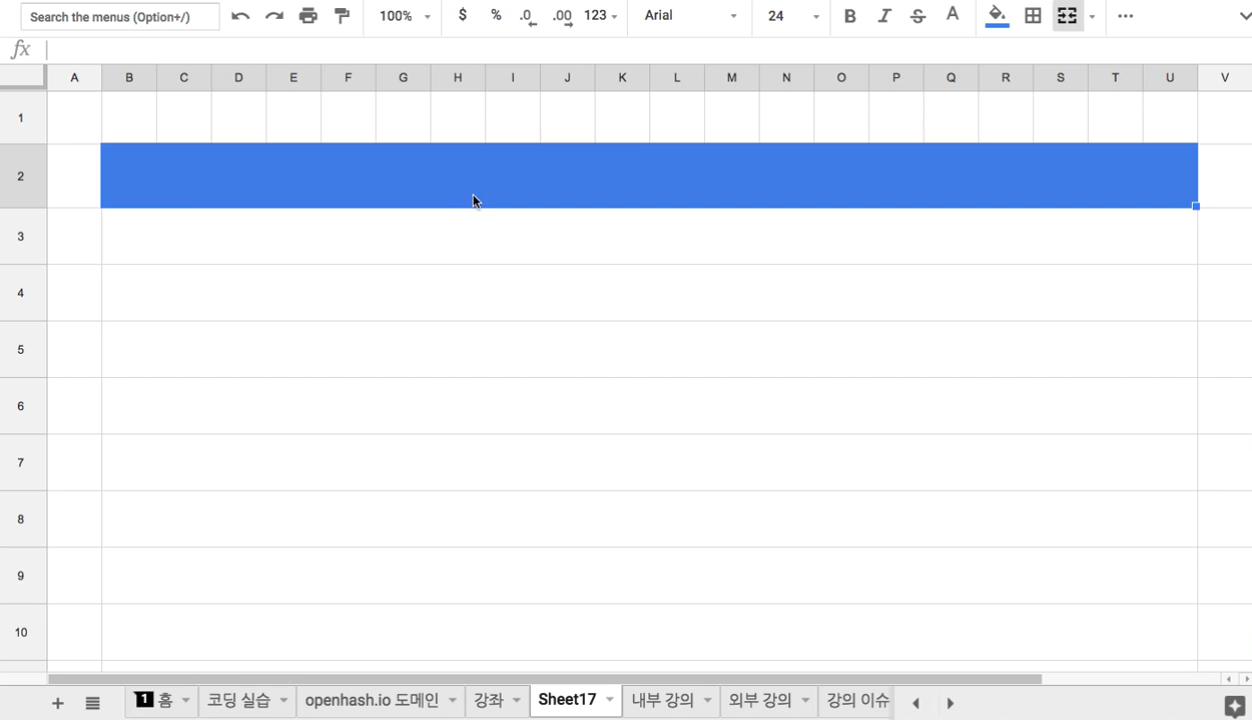 Search the menus (Option+/) 100% $ % .0 .00 123 Arial 24 B I S A
fx
A B C D E F G H I J K L M N O P Q R S T U V
1
2
3
4
5
6
7
8
9
10
1 홈 코딩 실습 openhash.io 도메인 강좌 Sheet17 내부 강의 외부 강의 강의 이슈